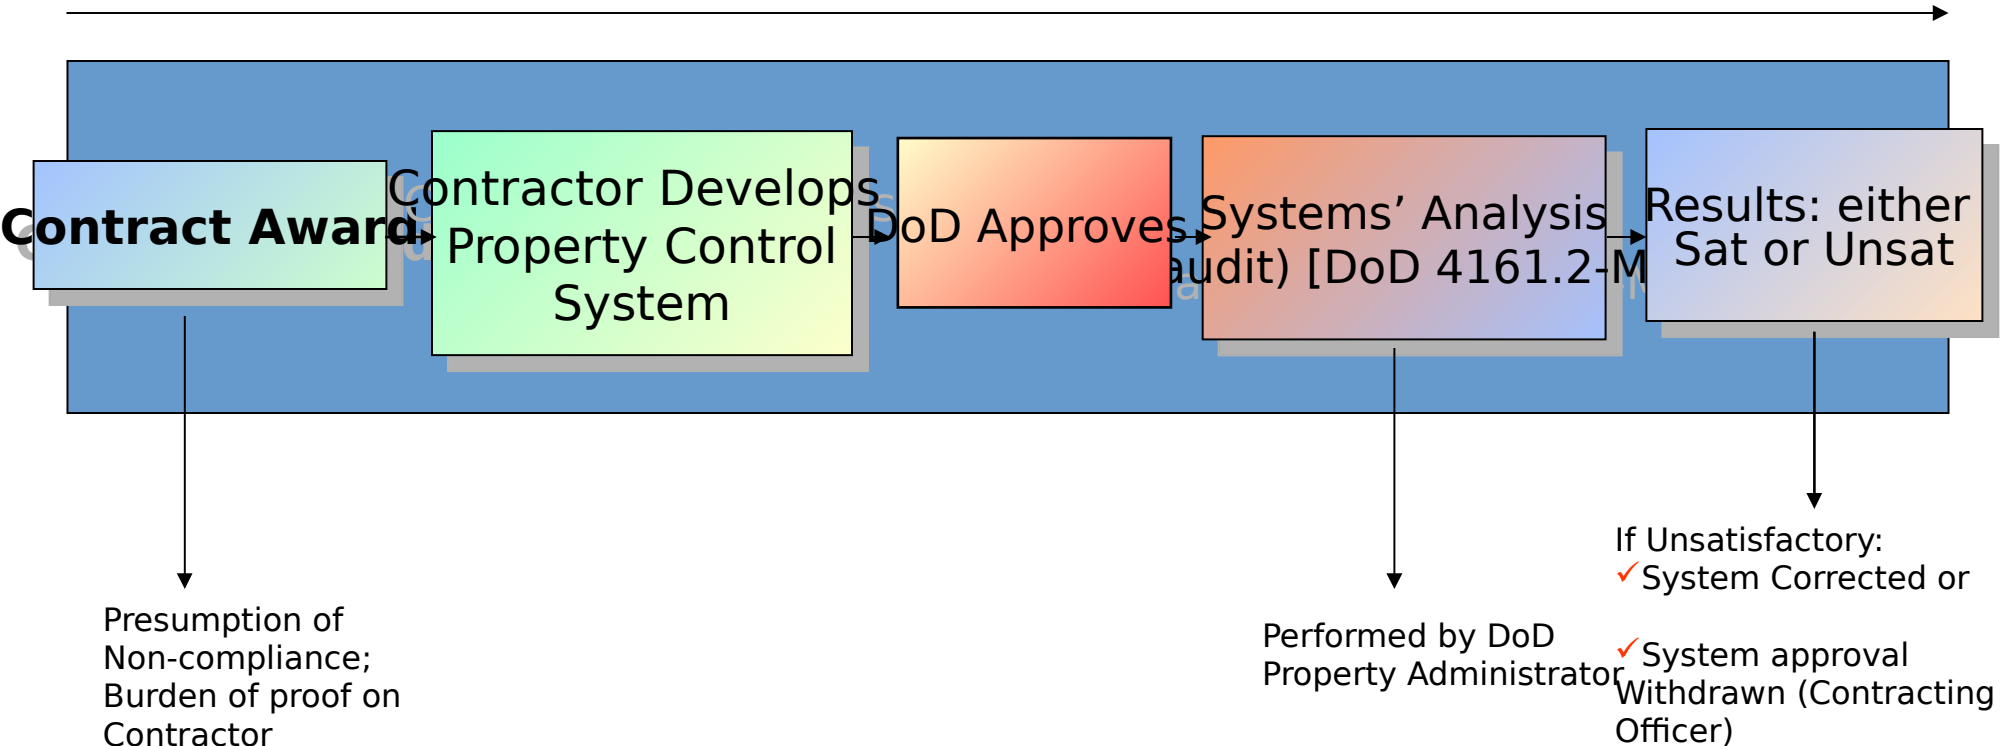 Contract Award
Contractor Develops
Property Control
System
DoD Approves
Systems’ Analysis
audit) [DoD 4161.2-M
Results: either
Sat or Unsat
Presumption of
Non-compliance;
Burden of proof on
Contractor
Performed by DoD
Property Administrator
If Unsatisfactory:
✓System Corrected or
✓System approval
Withdrawn (Contracting
Officer)